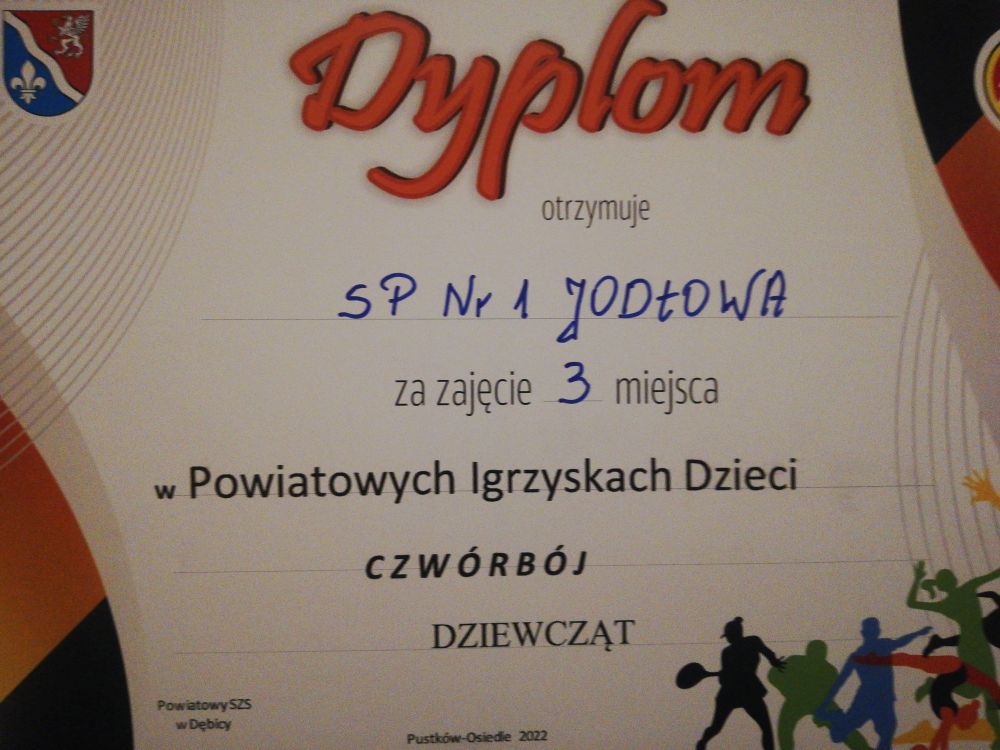 Dyplom
otrzymuje
SP Nr 1 JODŁOWA
za zajęcie 3 miejsca
w Powiatowych Igrzyskach Dzieci
CZWÓRBÓJ
DZIEWCZĄT
Powiatowy SZS
w Dębicy
Pustków-Osiedle 2022